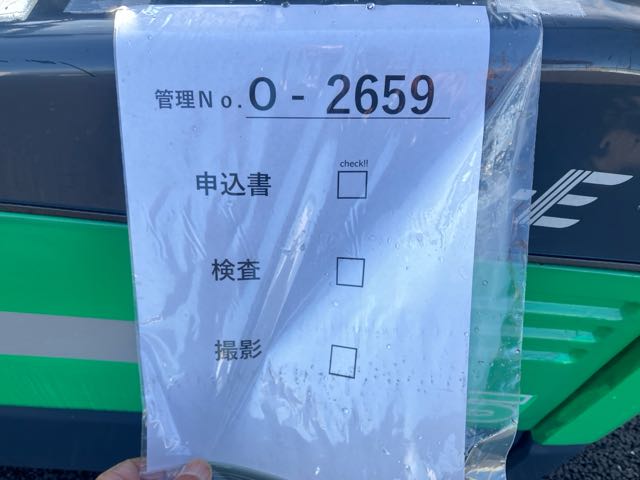 管理No. O - 2659
check!!
申込書 □
検査 □
撮影 □